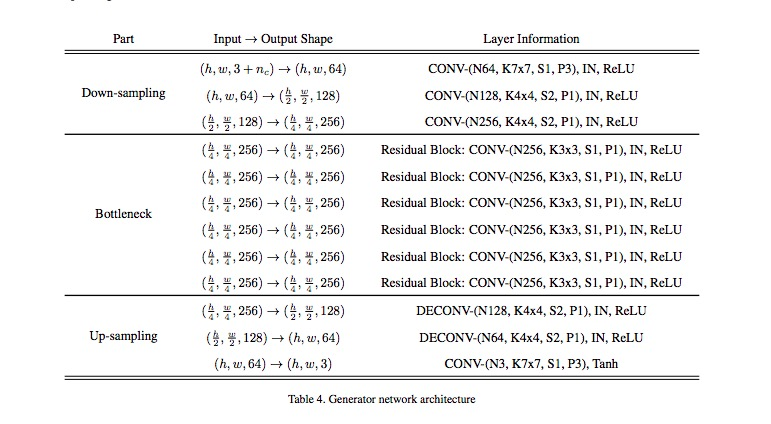 Part Input → Output Shape Layer Information
(h, w, 3 + n_c) → (h, w, 64) CONV-(N64, K7x7, S1, P3), IN, ReLU
Down-sampling (h, w, 64) → (h/2, w/2, 128) CONV-(N128, K4x4, S2, P1), IN, ReLU
(h/2, w/2, 128) → (h/4, w/4, 256) CONV-(N256, K4x4, S2, P1), IN, ReLU
(h/4, w/4, 256) → (h/4, w/4, 256) Residual Block: CONV-(N256, K3x3, S1, P1), IN, ReLU
(h/4, w/4, 256) → (h/4, w/4, 256) Residual Block: CONV-(N256, K3x3, S1, P1), IN, ReLU
(h/4, w/4, 256) → (h/4, w/4, 256) Residual Block: CONV-(N256, K3x3, S1, P1), IN, ReLU
Bottleneck
(h/4, w/4, 256) → (h/4, w/4, 256) Residual Block: CONV-(N256, K3x3, S1, P1), IN, ReLU
(h/4, w/4, 256) → (h/4, w/4, 256) Residual Block: CONV-(N256, K3x3, S1, P1), IN, ReLU
(h/4, w/4, 256) → (h/4, w/4, 256) Residual Block: CONV-(N256, K3x3, S1, P1), IN, ReLU
(h/4, w/4, 256) → (h/2, w/2, 128) DECONV-(N128, K4x4, S2, P1), IN, ReLU
Up-sampling (h/2, w/2, 128) → (h, w, 64) DECONV-(N64, K4x4, S2, P1), IN, ReLU
(h, w, 64) → (h, w, 3) CONV-(N3, K7x7, S1, P3), Tanh
Table 4. Generator network architecture